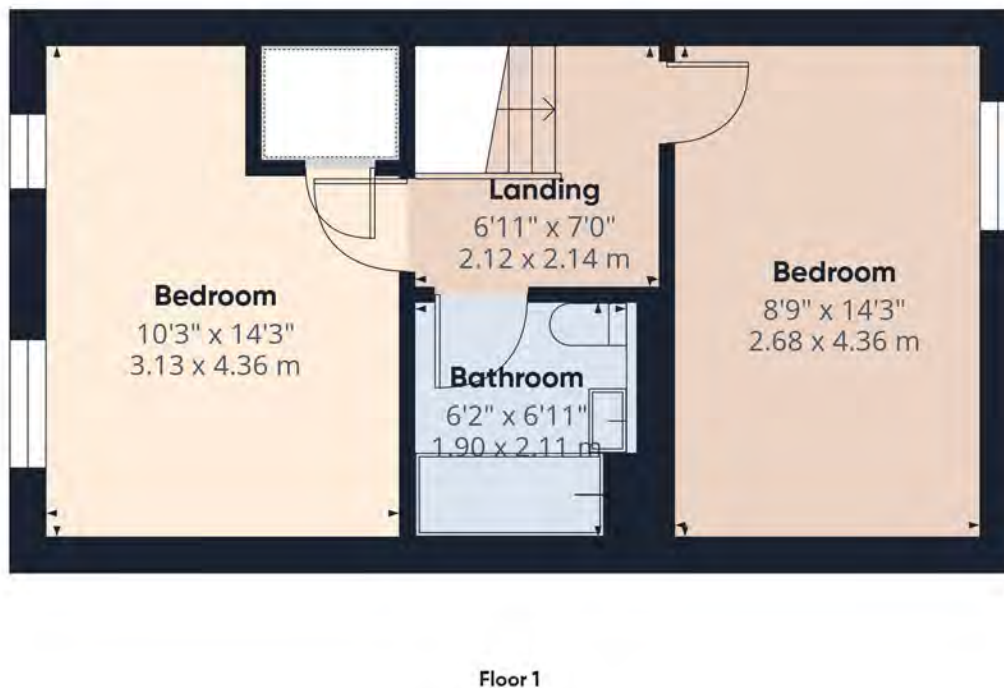 Landing
6'11" x 7'0"
2.12 x 2.14 m
Bedroom
10'3" x 14'3"
3.13 x 4.36 m
Bedroom
8'9" x 14'3"
2.68 x 4.36 m
Bathroom
6'2" x 6'11"
1.90 x 2.11 m
Floor 1